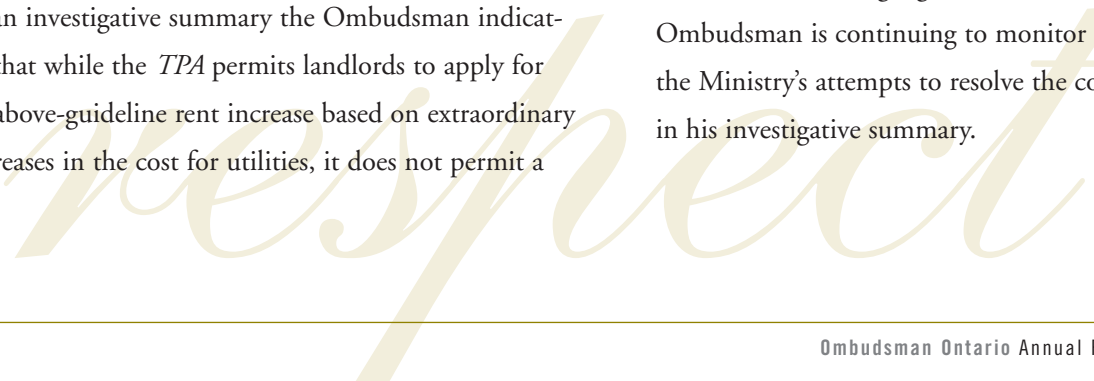 an investigative summary the Ombudsman indicat-
that while the TPA permits landlords to apply for
above-guideline rent increase based on extraordinary
reases in the cost for utilities, it does not permit a
Ombudsman is continuing to monitor
the Ministry's attempts to resolve the co
in his investigative summary.
respect
Ombudsman Ontario Annual